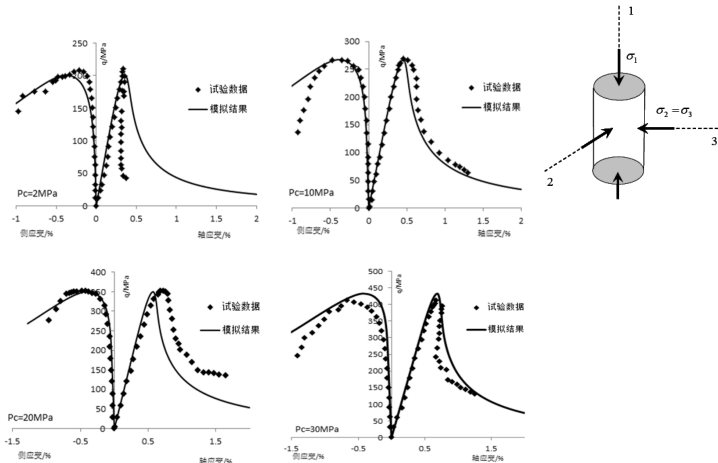 q/MPa
250
200
150
100
50
0
-1 -0.5 0 0.5 1 1.5 2
侧应变/% 轴应变/%
试验数据
模拟结果
Pc=2MPa
q/MPa
300
250
200
150
100
50
0
-1 -0.5 0 0.5 1 1.5 2
侧应变/% 轴应变/%
试验数据
模拟结果
Pc=10MPa
1
σ1
σ2 = σ3
3
2
q/MPa
400
350
300
250
200
150
100
50
0
-1.5 -0.5 0.5 1.5
侧应变/% 轴应变/%
试验数据
模拟结果
Pc=20MPa
q/MPa
500
450
400
350
300
250
200
150
100
50
0
-1.5 -0.5 0.5 1.5
侧应变/% 轴应变/%
试验数据
模拟结果
Pc=30MPa